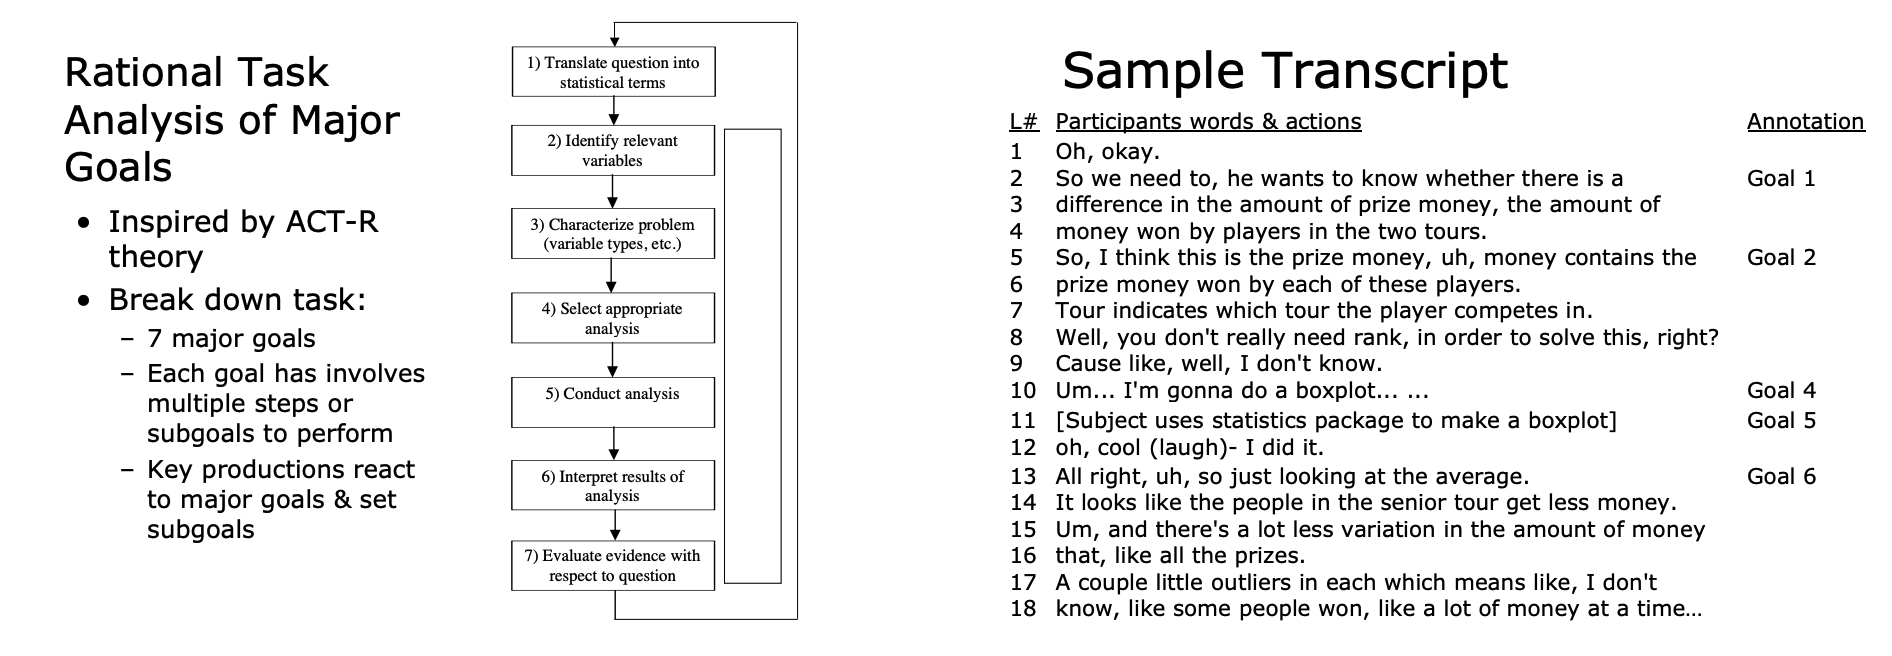 Rational Task
Analysis of Major
Goals
• Inspired by ACT-R
theory
• Break down task:
– 7 major goals
– Each goal has involves
multiple steps or
subgoals to perform
– Key productions react
to major goals & set
subgoals
1) Translate question into
statistical terms
2) Identify relevant
variables
3) Characterize problem
(variable types, etc.)
4) Select appropriate
analysis
5) Conduct analysis
6) Interpret results of
analysis
7) Evaluate evidence with
respect to question
Sample Transcript
L# Participants words & actions Annotation
1 Oh, okay.
2 So we need to, he wants to know whether there is a Goal 1
3 difference in the amount of prize money, the amount of
4 money won by players in the two tours.
5 So, I think this is the prize money, uh, money contains the Goal 2
6 prize money won by each of these players.
7 Tour indicates which tour the player competes in.
8 Well, you don't really need rank, in order to solve this, right?
9 Cause like, well, I don't know.
10 Um... I'm gonna do a boxplot... ... Goal 4
11 [Subject uses statistics package to make a boxplot] Goal 5
12 oh, cool (laugh)- I did it.
13 All right, uh, so just looking at the average. Goal 6
14 It looks like the people in the senior tour get less money.
15 Um, and there's a lot less variation in the amount of money
16 that, like all the prizes.
17 A couple little outliers in each which means like, I don't
18 know, like some people won, like a lot of money at a time…